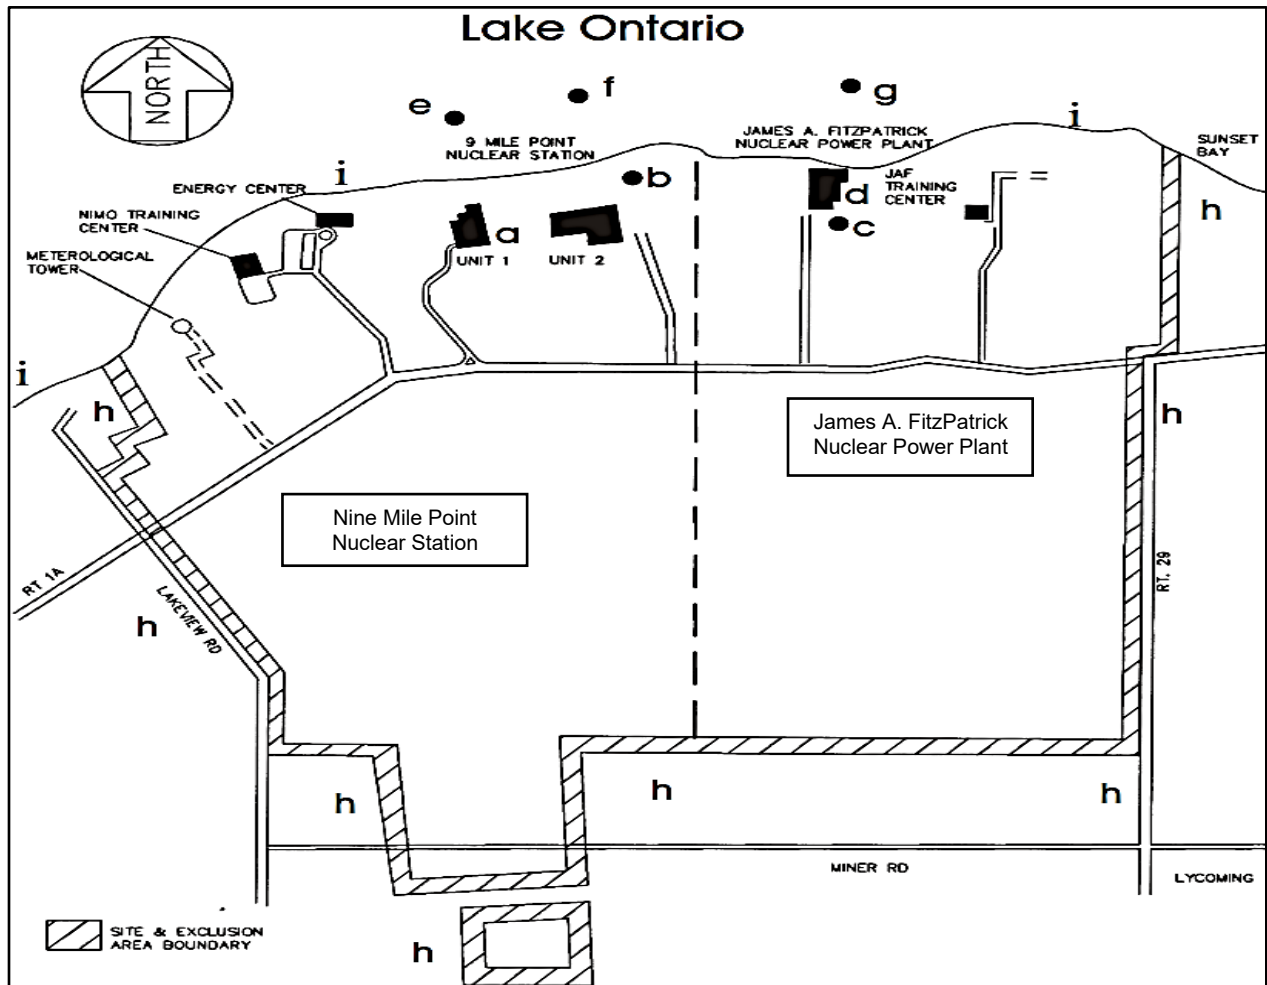 Lake Ontario
NORTH
e
f
g
i
9 MILE POINT
NUCLEAR STATION
JAMES A. FITZPATRICK
NUCLEAR POWER PLANT
SUNSET
BAY
i
ENERGY CENTER
b
d
JAF
TRAINING
CENTER
h
NIMO TRAINING
CENTER
METEROLOGICAL
TOWER
a
c
UNIT 1
UNIT 2
i
h
h
James A. FitzPatrick
Nuclear Power Plant
Nine Mile Point
Nuclear Station
RT. 1A
LAKEVIEW RD
RT. 29
h
h
h
h
MINER RD
LYCOMING
SITE & EXCLUSION
AREA BOUNDARY
h